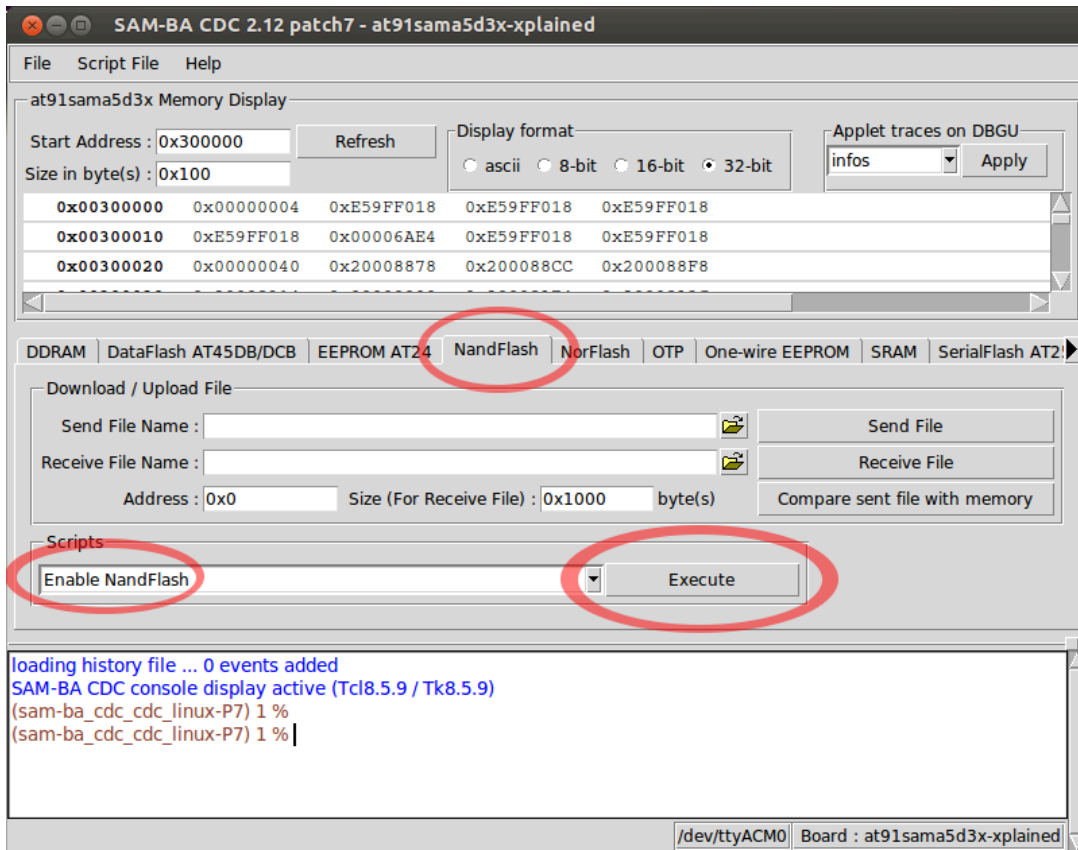 SAM-BA CDC 2.12 patch7 - at91sama5d3x-xplained
File Script File Help
at91sama5d3x Memory Display
Start Address : 0x300000 Refresh
Size in byte(s) : 0x100
Display format
ascii 8-bit 16-bit 32-bit
Applet traces on DBGU
infos Apply
0x00300000 0x00000004 0xE59FF018 0xE59FF018 0xE59FF018
0x00300010 0xE59FF018 0x00006AE4 0xE59FF018 0xE59FF018
0x00300020 0x00000040 0x20008878 0x200088CC 0x200088F8
DDRAM DataFlash AT45DB/DCB EEPROM AT24 NandFlash NorFlash OTP One-wire EEPROM SRAM SerialFlash AT25
Download / Upload File
Send File Name : Send File
Receive File Name : Receive File
Address : 0x0 Size (For Receive File) : 0x1000 byte(s) Compare sent file with memory
Scripts
Enable NandFlash Execute
loading history file ... 0 events added
SAM-BA CDC console display active (Tcl8.5.9 / Tk8.5.9)
(sam-ba_cdc_cdc_linux-P7) 1 %
(sam-ba_cdc_cdc_linux-P7) 1 %
/dev/ttyACM0 Board : at91sama5d3x-xplained